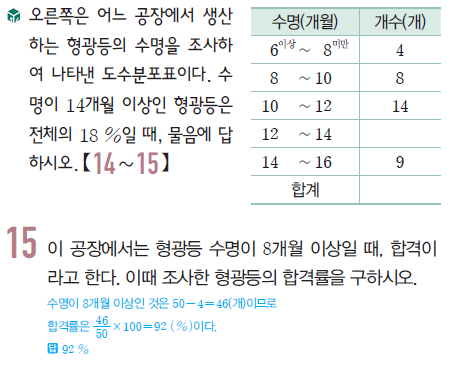 오른쪽은 어느 공장에서 생산
하는 형광등의 수명을 조사하
여 나타낸 도수분포표이다. 수
명이 14개월 이상인 형광등은
전체의 18 %일 때, 물음에 답
하시오.【14~15】
수명(개월) 개수(개)
6이상 ~ 8미만 4
8 ~ 10 8
10 ~ 12 14
12 ~ 14
14 ~ 16 9
합계
15 이 공장에서는 형광등 수명이 8개월 이상일 때, 합격이
라고 한다. 이때 조사한 형광등의 합격률을 구하시오.
수명이 8개월 이상인 것은 50-4=46(개)이므로
합격률은 46/50×100=92 (%)이다.
답 92 %